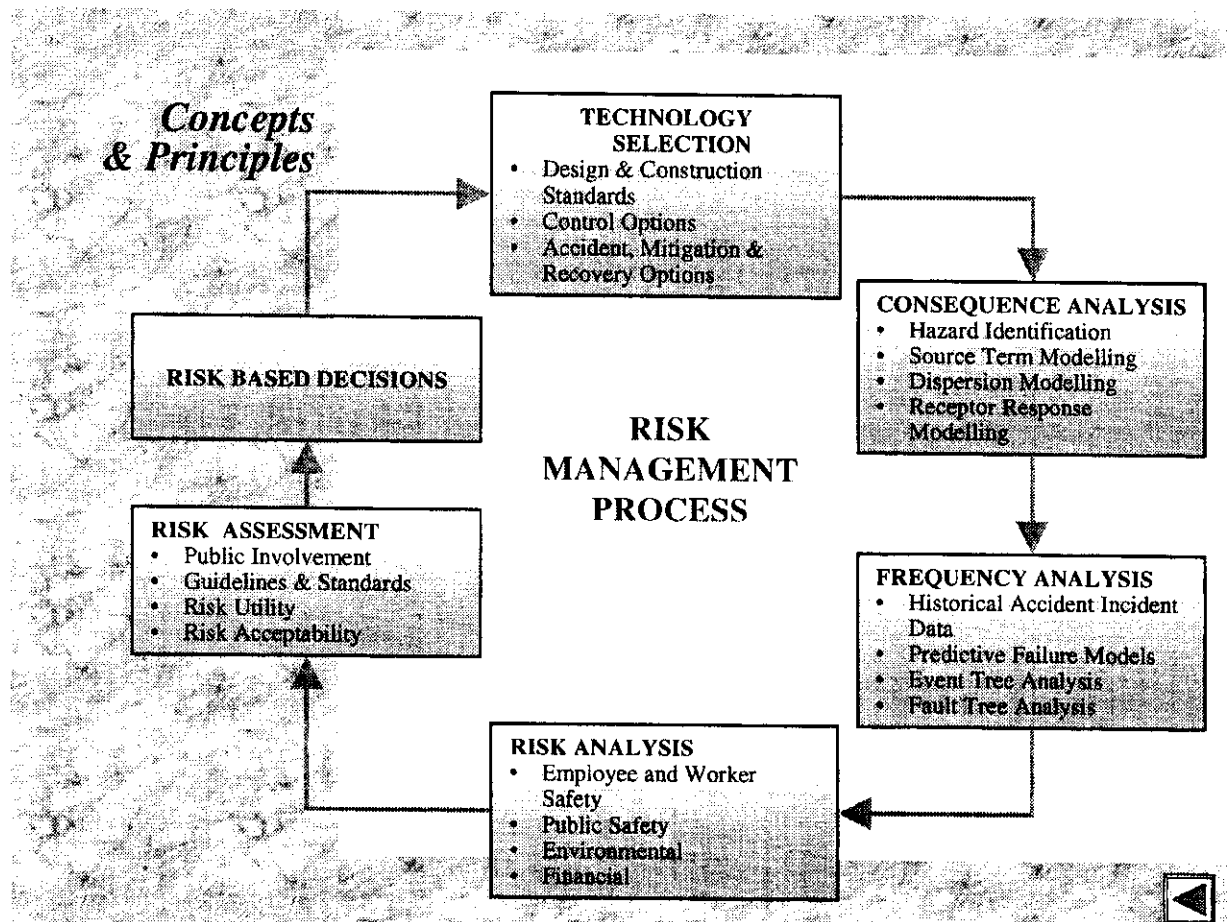 Concepts
& Principles
TECHNOLOGY
SELECTION
• Design & Construction
Standards
• Control Options
• Accident, Mitigation &
Recovery Options
CONSEQUENCE ANALYSIS
• Hazard Identification
• Source Term Modelling
• Dispersion Modelling
• Receptor Response
Modelling
FREQUENCY ANALYSIS
• Historical Accident Incident
Data
• Predictive Failure Models
• Event Tree Analysis
• Fault Tree Analysis
RISK ANALYSIS
• Employee and Worker
Safety
• Public Safety
• Environmental
• Financial
RISK ASSESSMENT
• Public Involvement
• Guidelines & Standards
• Risk Utility
• Risk Acceptability
RISK BASED DECISIONS
RISK
MANAGEMENT
PROCESS